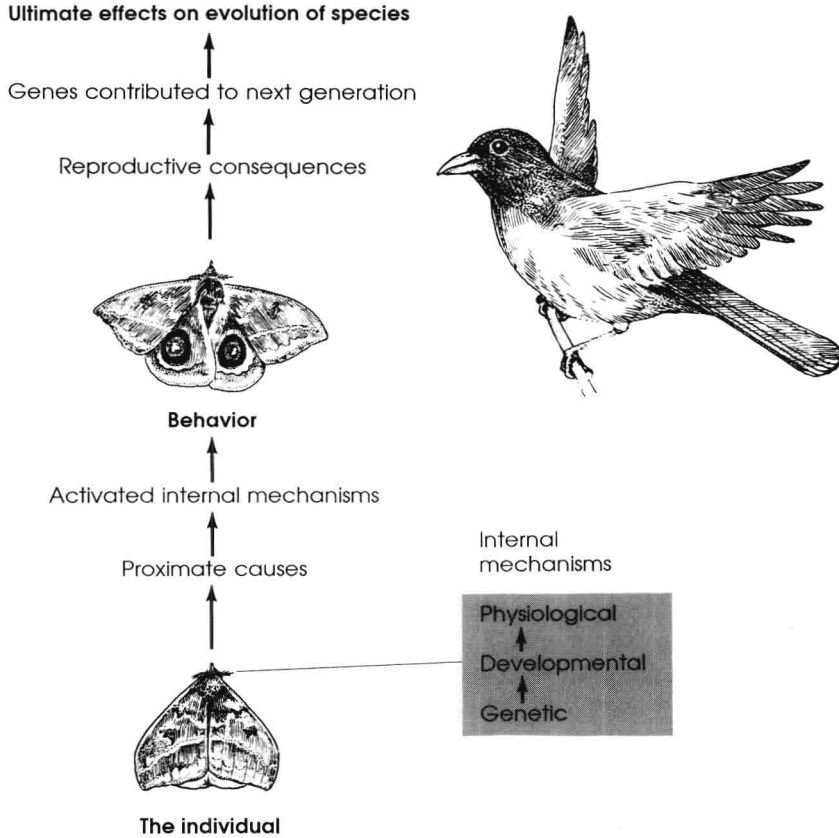 Ultimate effects on evolution of species
Genes contributed to next generation
Reproductive consequences
Behavior
Activated internal mechanisms
Proximate causes
The individual
Internal
mechanisms
Physiological
Developmental
Genetic